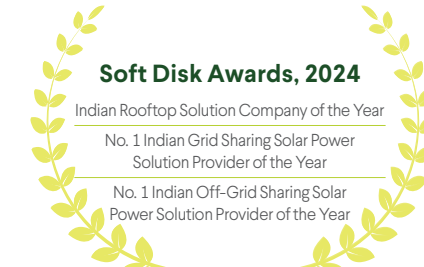 Soft Disk Awards, 2024
Indian Rooftop Solution Company of the Year
No. 1 Indian Grid Sharing Solar Power
Solution Provider of the Year
No. 1 Indian Off-Grid Sharing Solar
Power Solution Provider of the Year